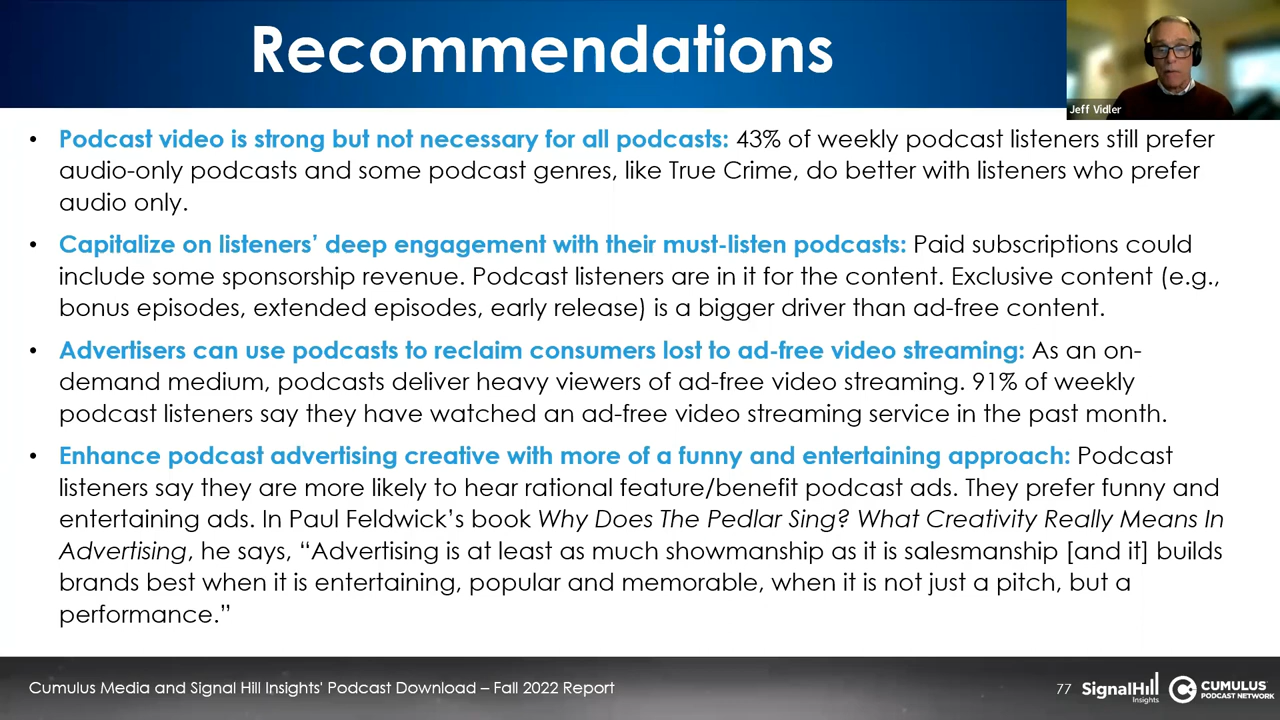 Recommendations
Jeff Vidler
• Podcast video is strong but not necessary for all podcasts: 43% of weekly podcast listeners still prefer
audio-only podcasts and some podcast genres, like True Crime, do better with listeners who prefer
audio only.
• Capitalize on listeners’ deep engagement with their must-listen podcasts: Paid subscriptions could
include some sponsorship revenue. Podcast listeners are in it for the content. Exclusive content (e.g.,
bonus episodes, extended episodes, early release) is a bigger driver than ad-free content.
• Advertisers can use podcasts to reclaim consumers lost to ad-free video streaming: As an on-
demand medium, podcasts deliver heavy viewers of ad-free video streaming. 91% of weekly
podcast listeners say they have watched an ad-free video streaming service in the past month.
• Enhance podcast advertising creative with more of a funny and entertaining approach: Podcast
listeners say they are more likely to hear rational feature/benefit podcast ads. They prefer funny and
entertaining ads. In Paul Feldwick’s book Why Does The Pedlar Sing? What Creativity Really Means In
Advertising, he says, “Advertising is at least as much showmanship as it is salesmanship [and it] builds
brands best when it is entertaining, popular and memorable, when it is not just a pitch, but a
performance.”
Cumulus Media and Signal Hill Insights' Podcast Download – Fall 2022 Report
77
SignalHill
Insights
CUMULUS
PODCAST NETWORK